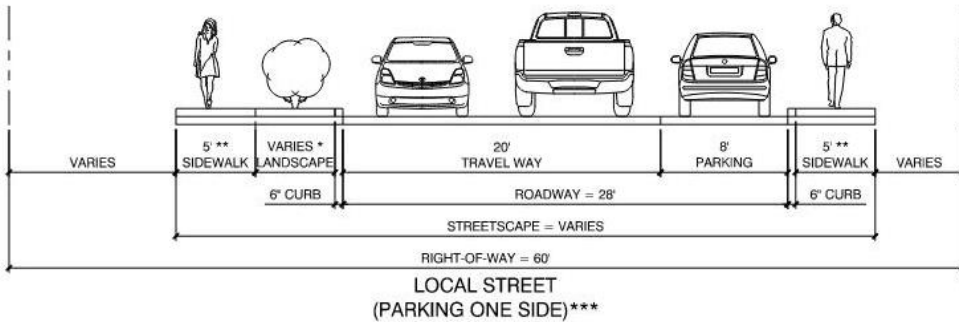 VARIES
5' **
SIDEWALK
VARIES *
LANDSCAPE
20'
TRAVEL WAY
8'
PARKING
5' **
SIDEWALK
VARIES
6" CURB
ROADWAY = 28'
6" CURB
STREETSCAPE = VARIES
RIGHT-OF-WAY = 60'
LOCAL STREET
(PARKING ONE SIDE)***